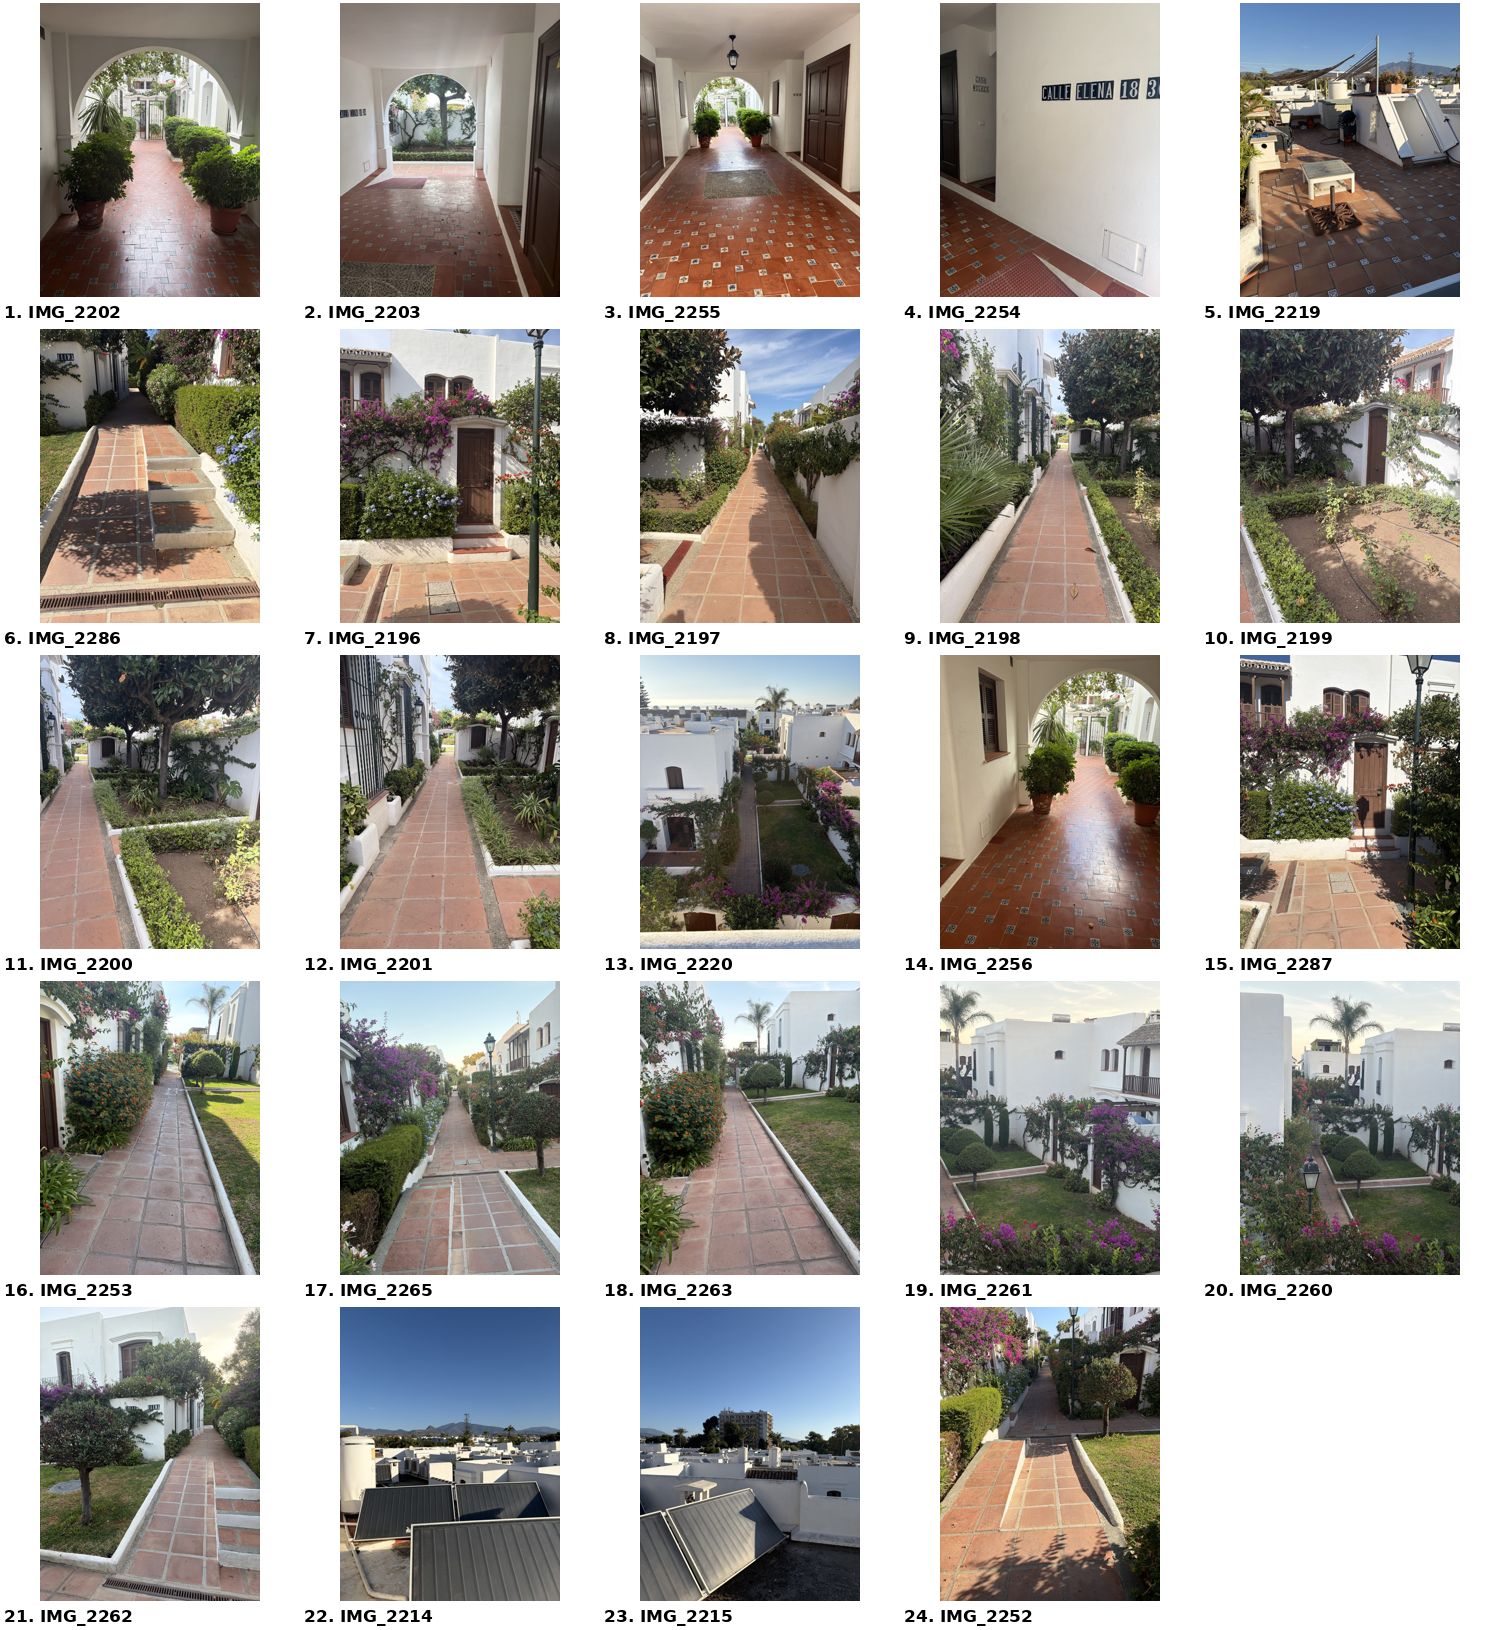 CALLE ELENA 18 3
CASA
1. IMG_2202
2. IMG_2203
3. IMG_2255
4. IMG_2254
5. IMG_2219
6. IMG_2286
7. IMG_2196
8. IMG_2197
9. IMG_2198
10. IMG_2199
11. IMG_2200
12. IMG_2201
13. IMG_2220
14. IMG_2256
15. IMG_2287
16. IMG_2253
17. IMG_2265
18. IMG_2263
19. IMG_2261
20. IMG_2260
21. IMG_2262
22. IMG_2214
23. IMG_2215
24. IMG_2252